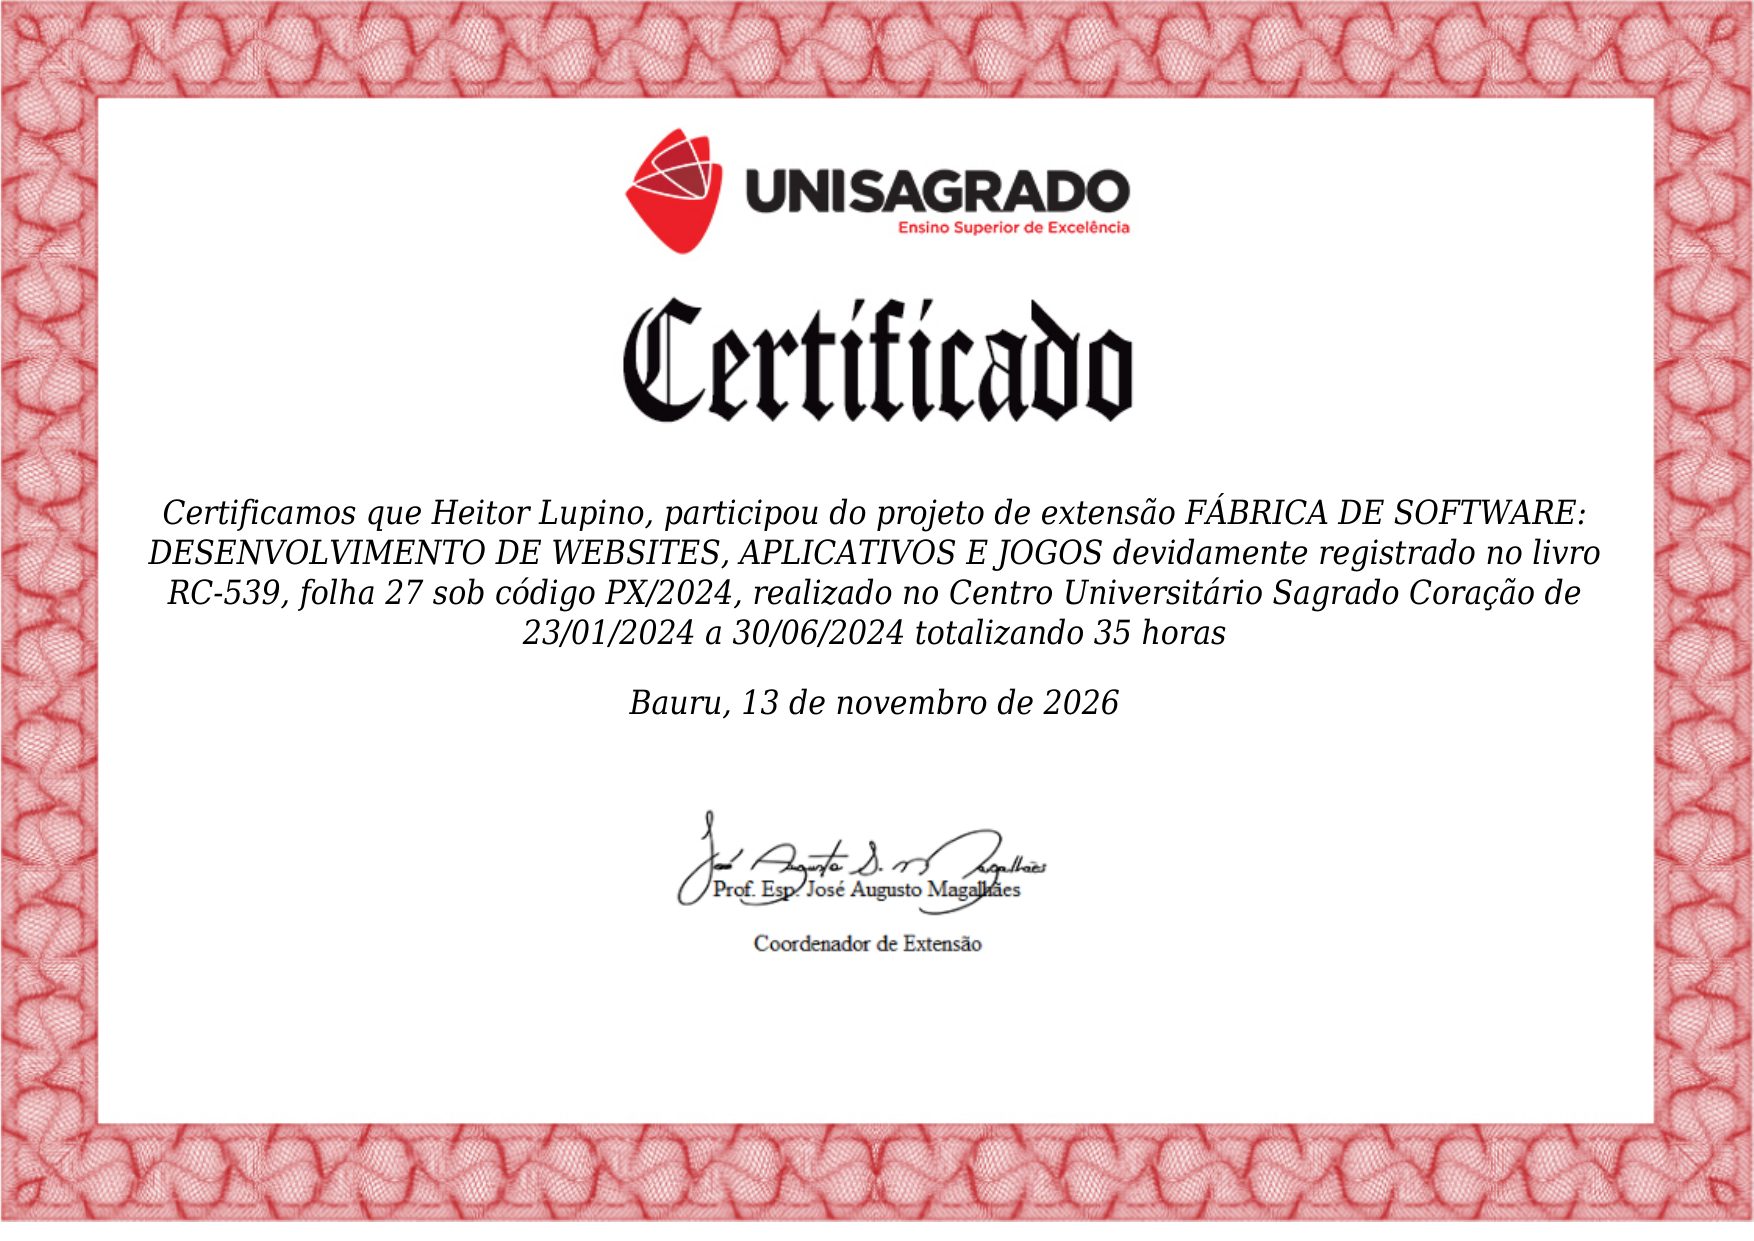 UNISAGRADO
Ensino Superior de Excelência
Certificado
Certificamos que Heitor Lupino, participou do projeto de extensão FÁBRICA DE SOFTWARE:
DESENVOLVIMENTO DE WEBSITES, APLICATIVOS E JOGOS devidamente registrado no livro
RC-539, folha 27 sob código PX/2024, realizado no Centro Universitário Sagrado Coração de
23/01/2024 a 30/06/2024 totalizando 35 horas
Bauru, 13 de novembro de 2026
José Augusto S. M Magalhães
Prof. Esp. José Augusto Magalhães
Coordenador de Extensão